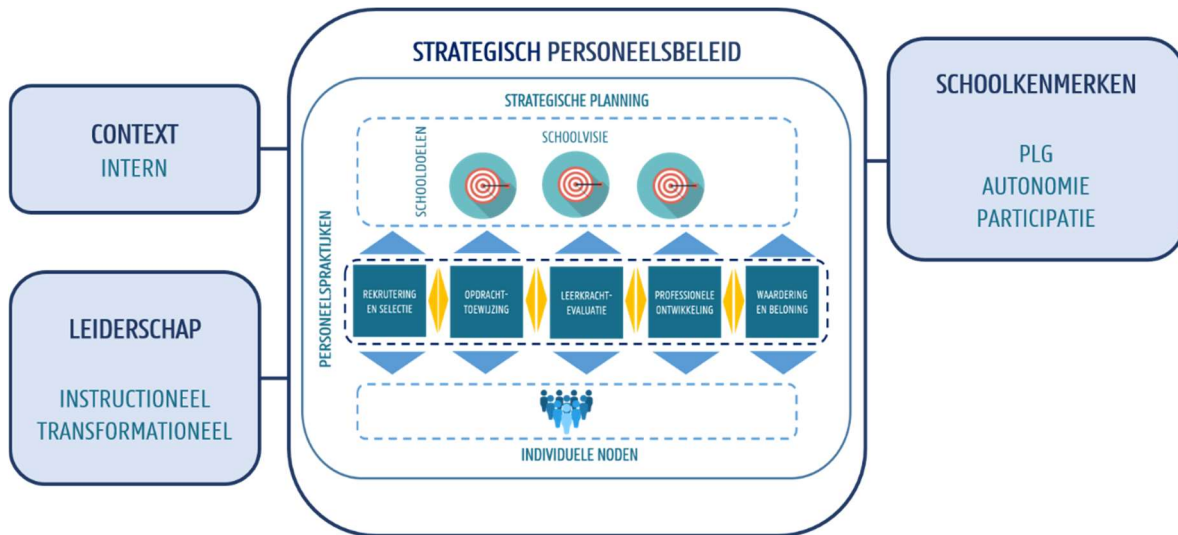 STRATEGISCH PERSONEELSBELEID
STRATEGISCHE PLANNING
SCHOOLDOELEN
SCHOOLVISIE
CONTEXT
INTERN
LEIDERSCHAP
INSTRUCTIONEEL
TRANSFORMATIONEEL
PERSONEELSPRAKTIJKEN
REKRUTERING
EN SELECTIE
OPDRACHT-
TOEWIJZING
LEERKRACHT-
EVALUATIE
PROFESSIONELE
ONTWIKKELING
WAARDERING
EN BELONING
INDIVIDUELE NODEN
SCHOOLKENMERKEN
PLG
AUTONOMIE
PARTICIPATIE